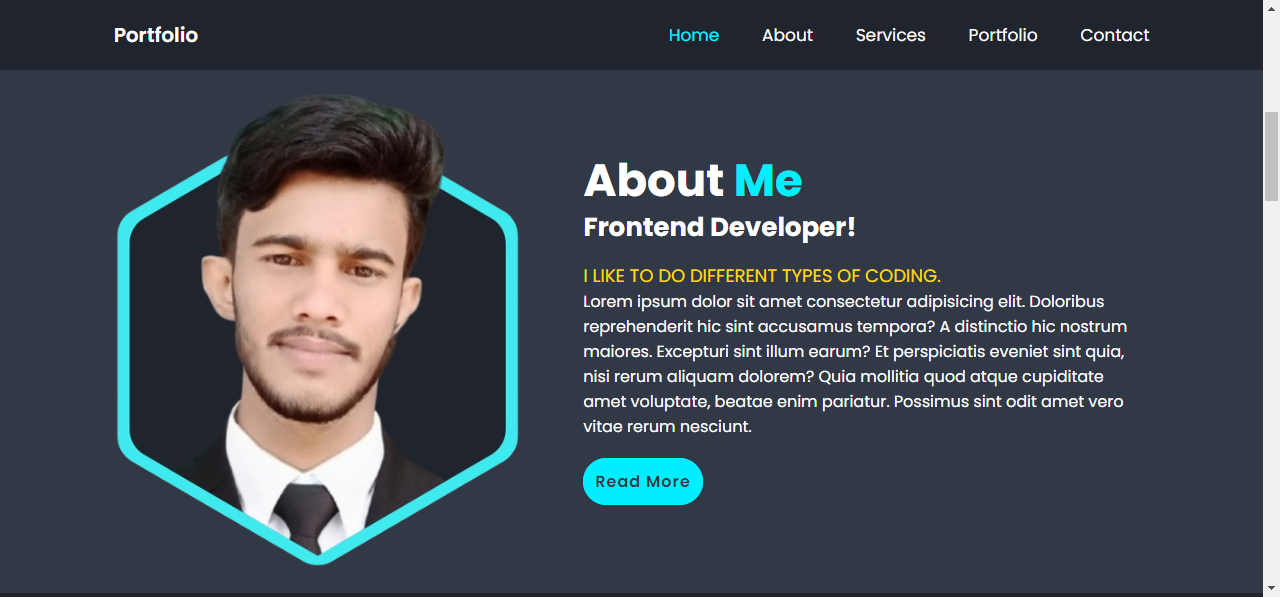 Portfolio
Home About Services Portfolio Contact
About Me
Frontend Developer!
I LIKE TO DO DIFFERENT TYPES OF CODING.
Lorem ipsum dolor sit amet consectetur adipisicing elit. Doloribus
reprehenderit hic sint accusamus tempora? A distinctio hic nostrum
maiores. Excepturi sint illum earum? Et perspiciatis eveniet sint quia,
nisi rerum aliquam dolorem? Quia mollitia quod atque cupiditate
amet voluptate, beatae enim pariatur. Possimus sint odit amet vero
vitae rerum nesciunt.
Read More